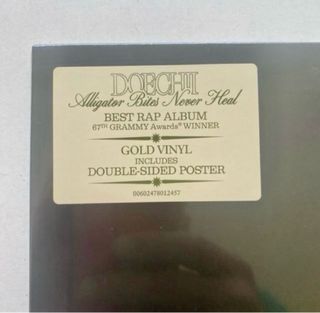 DOECHII
Alligator Bites Never Heal
BEST RAP ALBUM
67TH GRAMMY Awards® WINNER
GOLD VINYL
INCLUDES
DOUBLE-SIDED POSTER
00602478012457